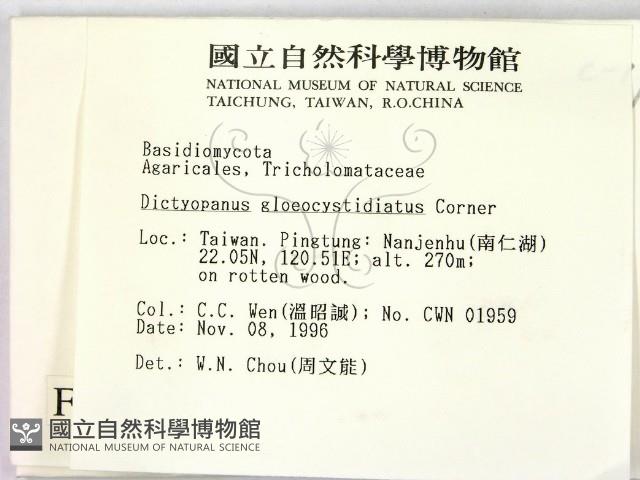 國立自然科學博物館
NATIONAL MUSEUM OF NATURAL SCIENCE
TAICHUNG, TAIWAN, R.O.CHINA
Basidiomycota
Agaricales, Tricholomataceae
Dictyopanus gloeocystidiatus Corner
Loc.: Taiwan. Pingtung: Nanjenhu(南仁湖)
22.05N, 120.51E; alt. 270m;
on rotten wood.
Col.: C.C. Wen(溫昭誠); No. CWN 01959
Date: Nov. 08, 1996
Det.: W.N. Chou(周文能)
F
國立自然科學博物館
NATIONAL MUSEUM OF NATURAL SCIENCE